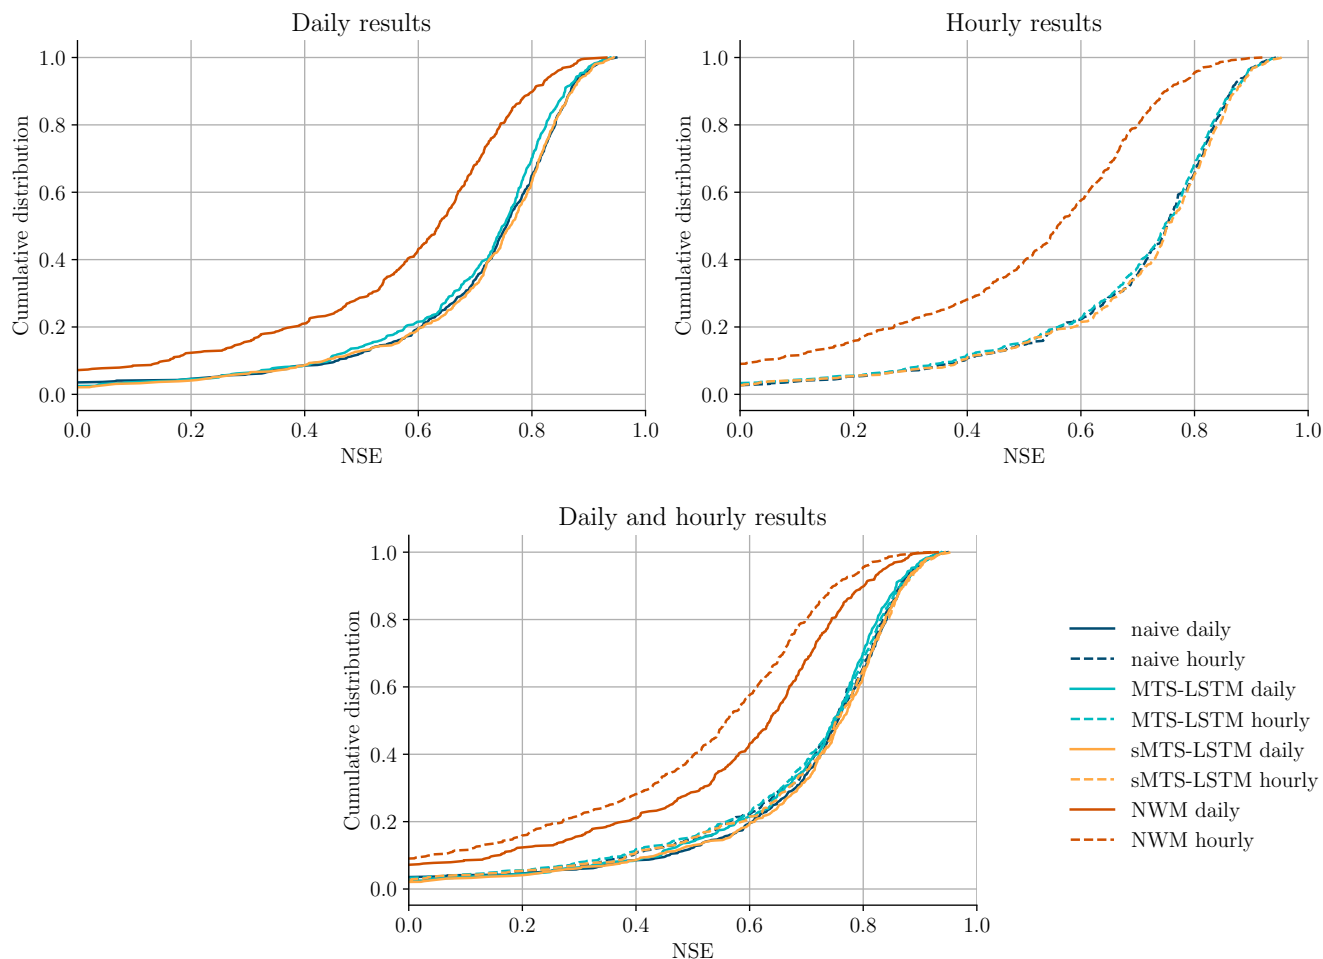 Daily results
1.0
0.8
0.6
0.4
0.2
0.0
Cumulative distribution
0.0 0.2 0.4 0.6 0.8 1.0
NSE
Hourly results
1.0
0.8
0.6
0.4
0.2
0.0
Cumulative distribution
0.0 0.2 0.4 0.6 0.8 1.0
NSE
Daily and hourly results
1.0
0.8
0.6
0.4
0.2
0.0
Cumulative distribution
0.0 0.2 0.4 0.6 0.8 1.0
NSE
naive daily
naive hourly
MTS-LSTM daily
MTS-LSTM hourly
sMTS-LSTM daily
sMTS-LSTM hourly
NWM daily
NWM hourly